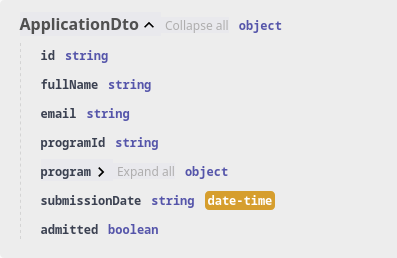 ApplicationDto Collapse all object
id string
fullName string
email string
programId string
program Expand all object
submissionDate string date-time
admitted boolean